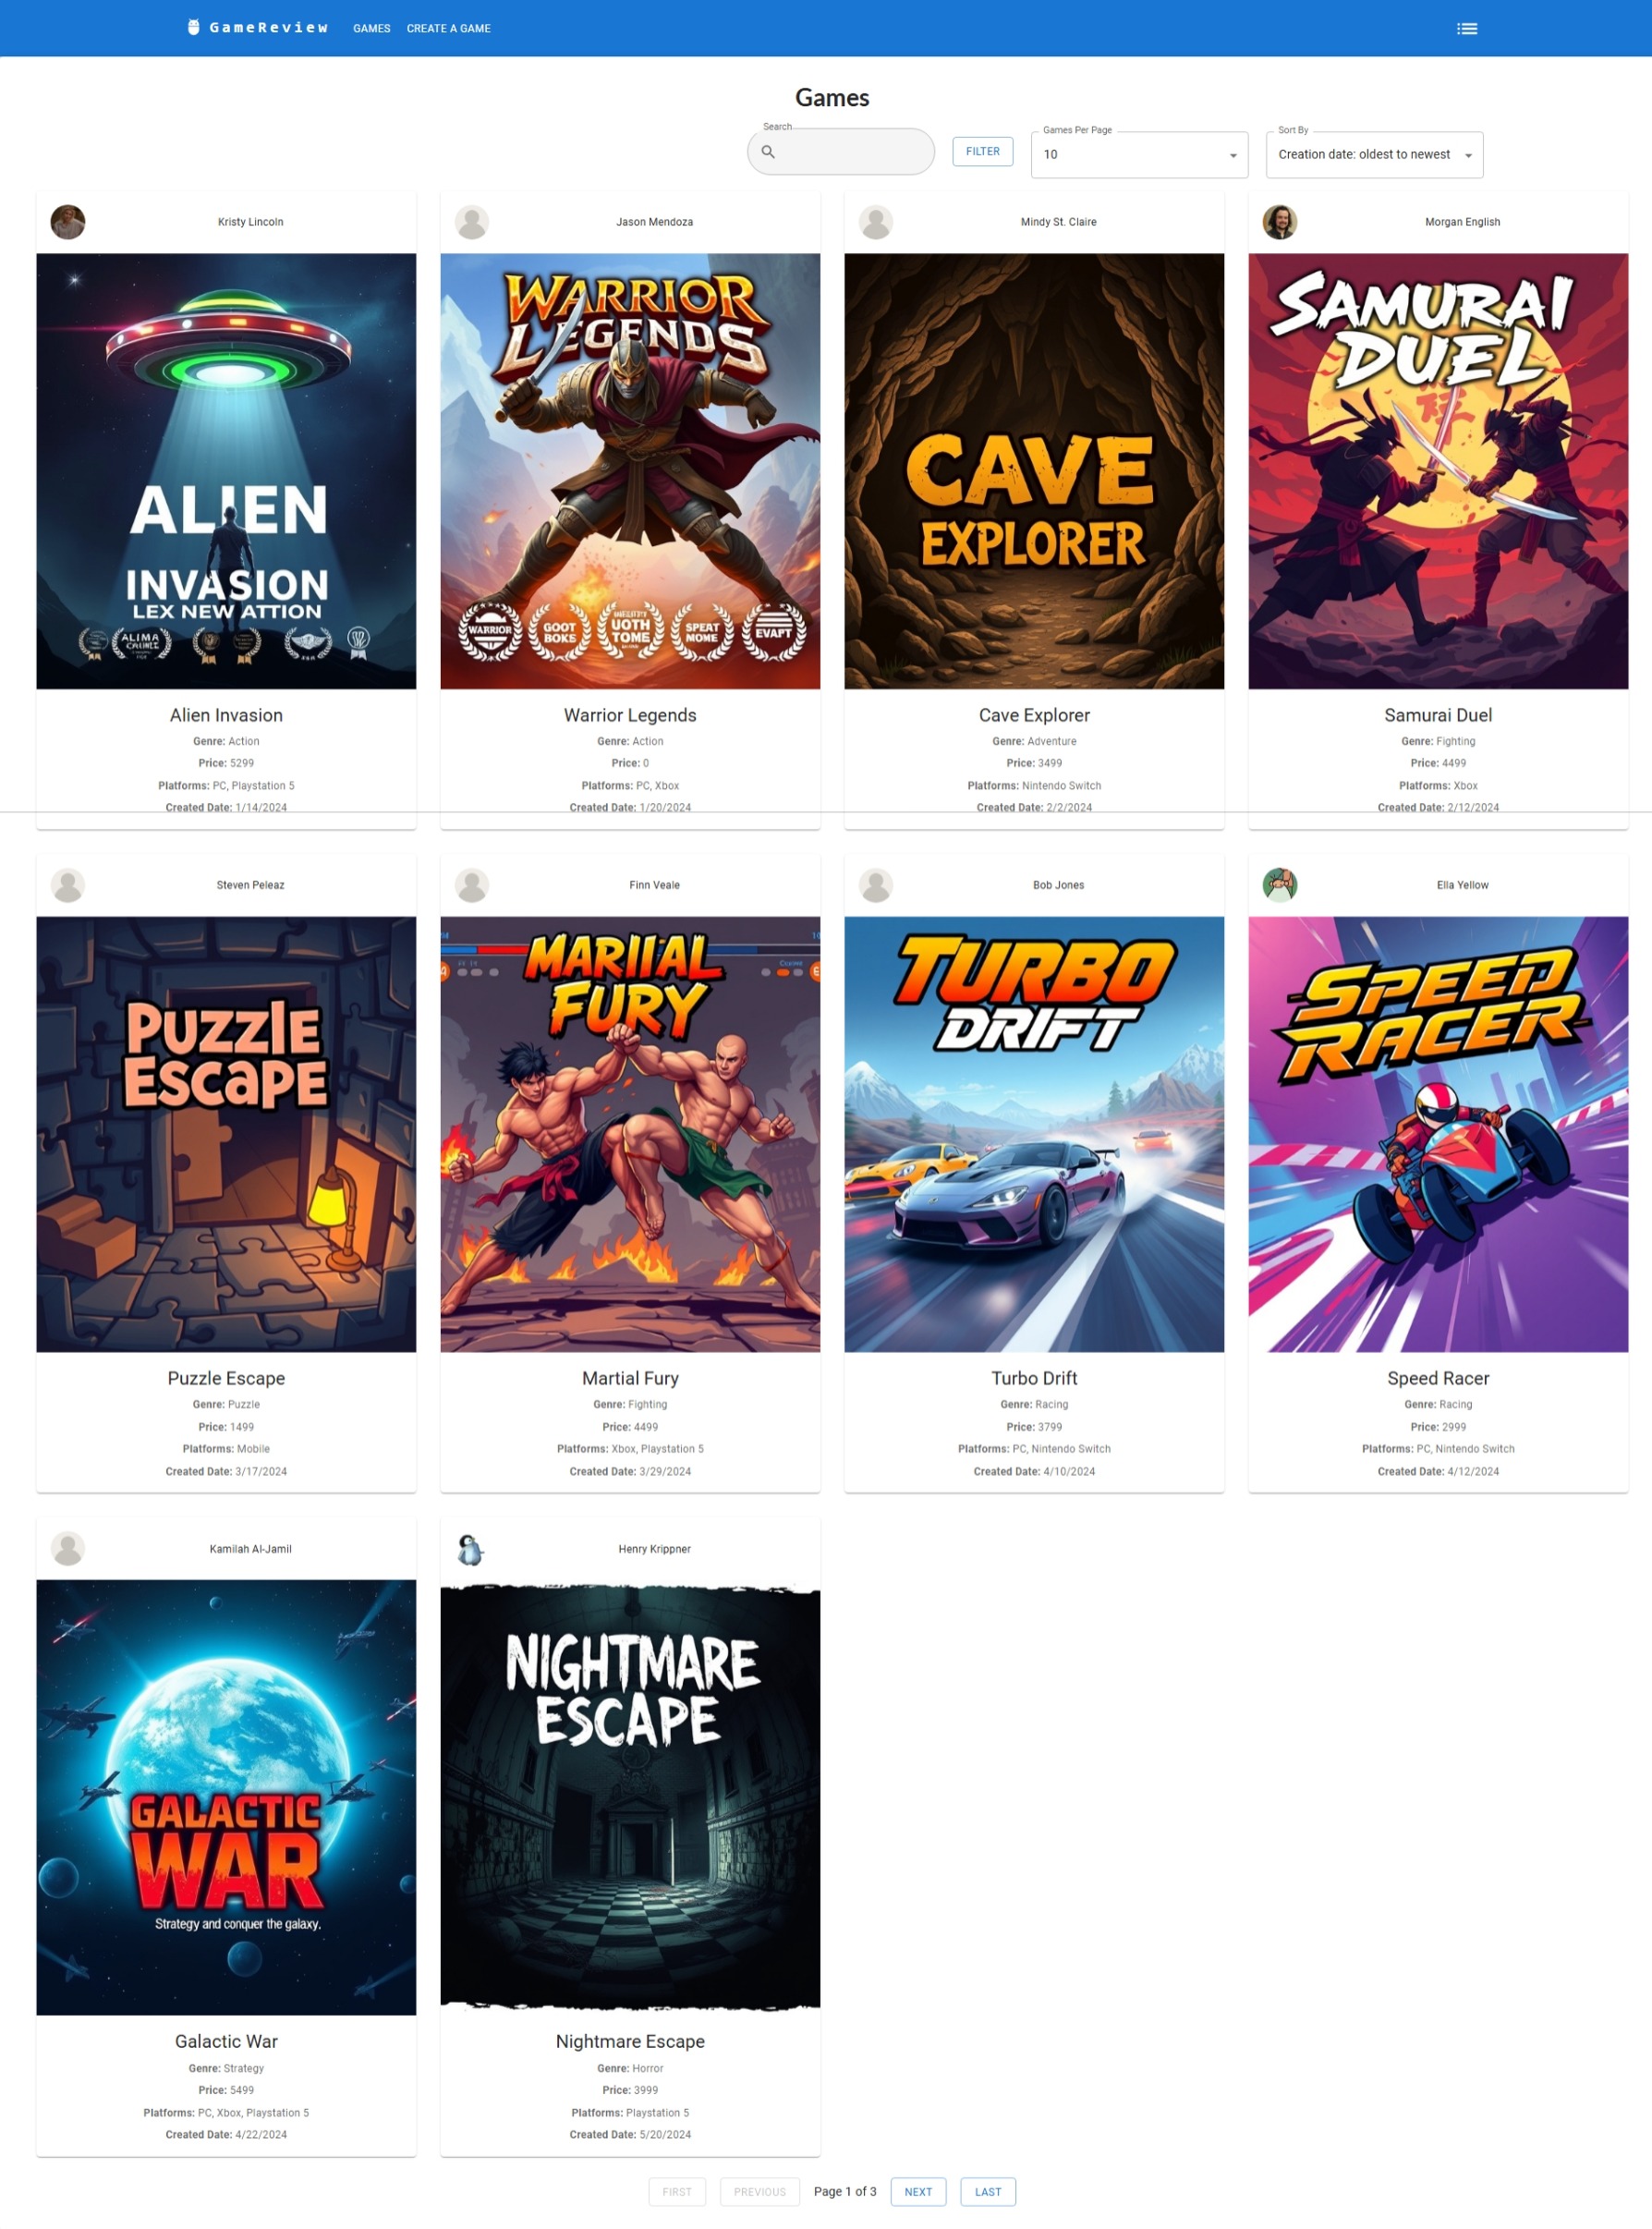 GameReview GAMES CREATE A GAME
Games
Search
FILTER
Games Per Page
10
Sort By
Creation date: oldest to newest
Kristy Lincoln
ALIEN
INVASION
LEX NEW ATTION
ALIMA
Alien Invasion
Genre: Action
Price: 5299
Platforms: PC, Playstation 5
Created Date: 1/14/2024
Jason Mendoza
WARRIOR
LEGENDS
WARRIOR
GOOT
BOKS
UOTH
TOME
SPEAT
NOME
EVAFT
Warrior Legends
Genre: Action
Price: 0
Platforms: PC, Xbox
Created Date: 1/20/2024
Mindy St. Claire
CAVE
EXPLORER
Cave Explorer
Genre: Adventure
Price: 3499
Platforms: Nintendo Switch
Created Date: 2/2/2024
Morgan English
SAMURAI
DUEL
Samurai Duel
Genre: Fighting
Price: 4499
Platforms: Xbox
Created Date: 2/12/2024
Steven Peleaz
PUZZlE
EScaPE
Puzzle Escape
Genre: Puzzle
Price: 1499
Platforms: Mobile
Created Date: 3/17/2024
Finn Veale
MARIIAL
FURY
Martial Fury
Genre: Fighting
Price: 4499
Platforms: Xbox, Playstation 5
Created Date: 3/29/2024
Bob Jones
TURBO
DRIFT
Turbo Drift
Genre: Racing
Price: 3799
Platforms: PC, Nintendo Switch
Created Date: 4/10/2024
Ella Yellow
SPEED
RACER
Speed Racer
Genre: Racing
Price: 2999
Platforms: PC, Nintendo Switch
Created Date: 4/12/2024
Kamilah Al-Jamil
GALACTIC
WAR
Strategy and conquer the galaxy.
Galactic War
Genre: Strategy
Price: 5499
Platforms: PC, Xbox, Playstation 5
Created Date: 4/22/2024
Henry Krippner
NIGHTMARE
ESCAPE
Nightmare Escape
Genre: Horror
Price: 3999
Platforms: Playstation 5
Created Date: 5/20/2024
FIRST PREVIOUS Page 1 of 3 NEXT LAST